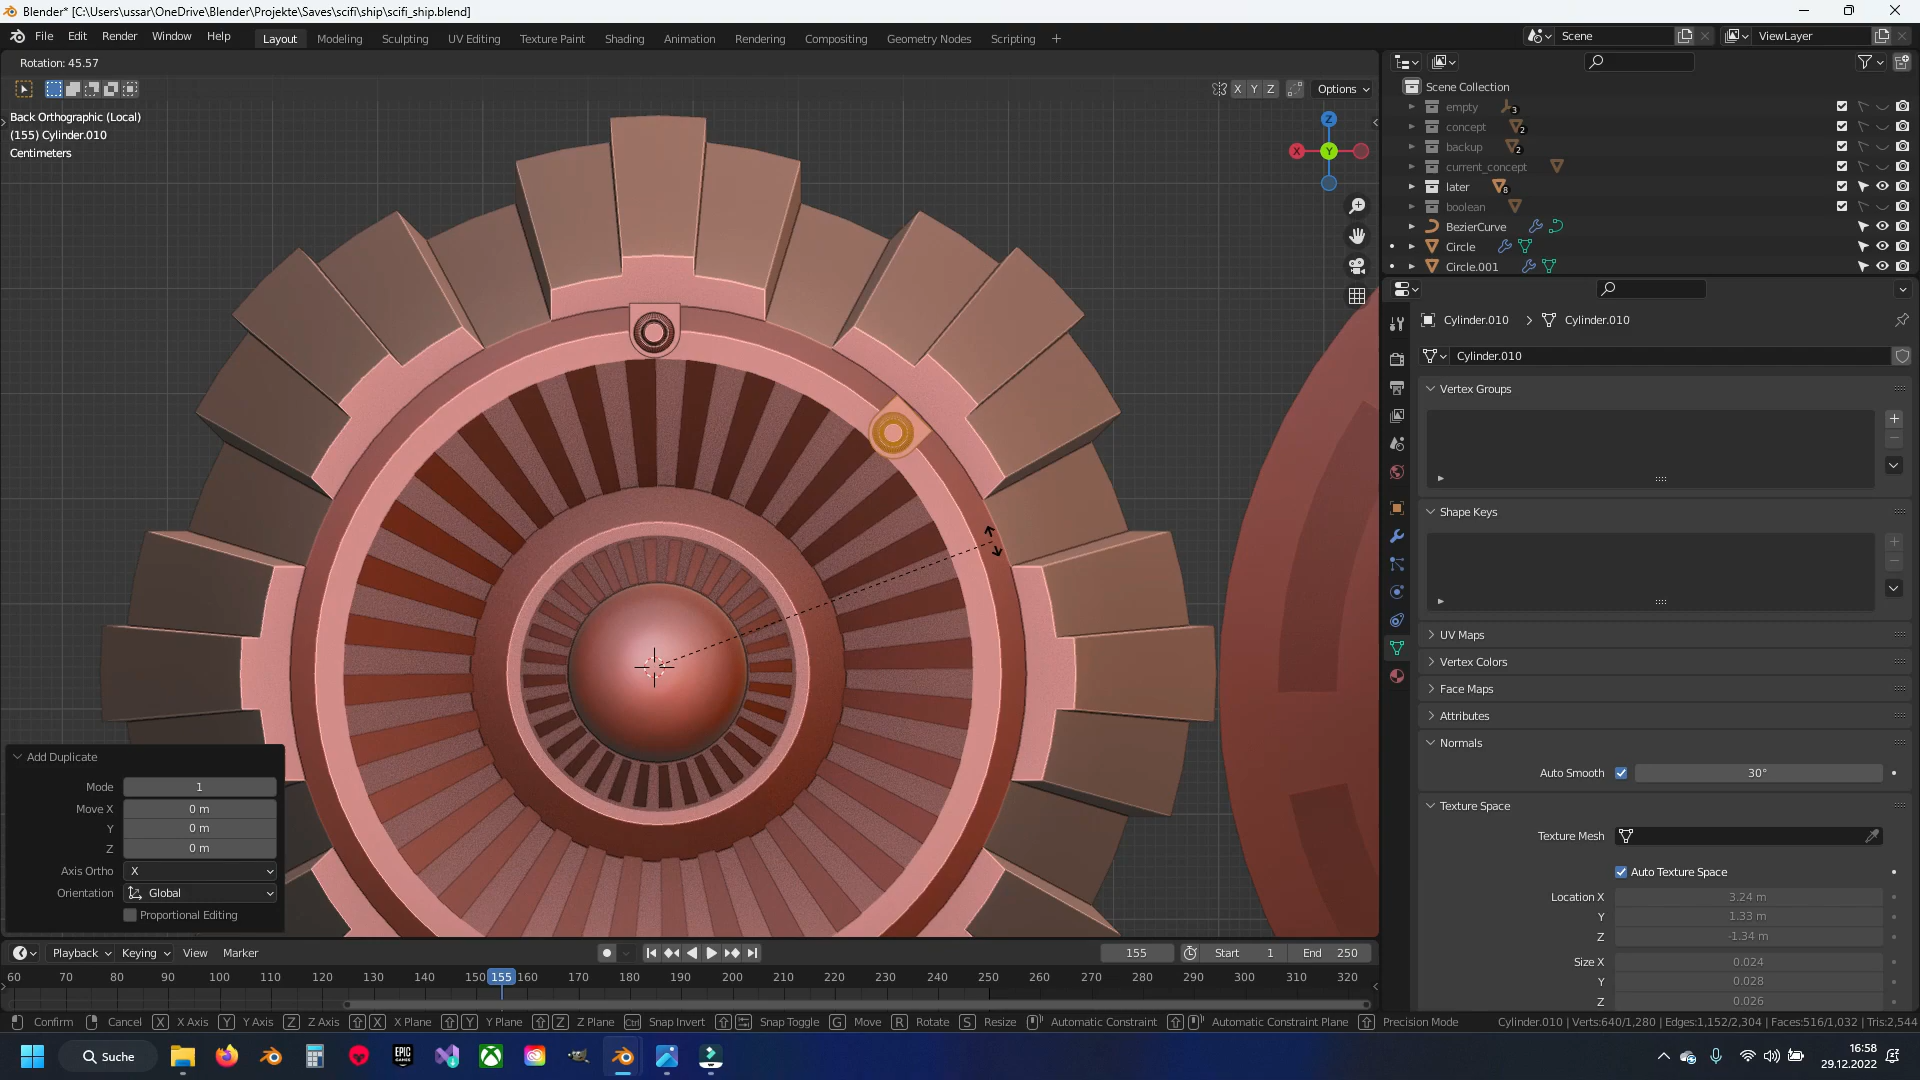 Blender* [C:\Users\ussar\OneDrive\Blender\Projekte\Saves\scifi\ship\scifi_ship.blend]
File Edit Render Window Help Layout Modeling Sculpting UV Editing Texture Paint Shading Animation Rendering Compositing Geometry Nodes Scripting + Scene ViewLayer
Rotation: 45.57
X Y Z Options
Back Orthographic (Local)
(155) Cylinder.010
Centimeters
Z
X Y
Scene Collection
empty 3
concept 2
backup 2
current_concept
later 8
boolean
BezierCurve
Circle
Circle.001
Cylinder.010 > Cylinder.010
Cylinder.010
Vertex Groups
Shape Keys
UV Maps
Vertex Colors
Face Maps
Attributes
Normals
Auto Smooth 30°
Texture Space
Texture Mesh
Auto Texture Space
Location X 3.24 m
Y 1.33 m
Z -1.34 m
Size X 0.024
Y 0.028
Z 0.026
Add Duplicate
Mode 1
Move X 0 m
Y 0 m
Z 0 m
Axis Ortho X
Orientation Global
Proportional Editing
Playback Keying View Marker 155 Start 1 End 250
60 70 80 90 100 110 120 130 140 150 155 160 170 180 190 200 210 220 230 240 250 260 270 280 290 300 310 320
Confirm Cancel X X Axis Y Y Axis Z Z Axis X X Plane Y Y Plane Z Z Plane Ctrl Snap Invert Snap Toggle G Move R Rotate S Resize Automatic Constraint Automatic Constraint Plane Precision Mode Cylinder.010 | Verts:640/1,280 | Edges:1,152/2,304 | Faces:516/1,032 | Tris:2,544
Suche EPIC GAMES 16:58
29.12.2022